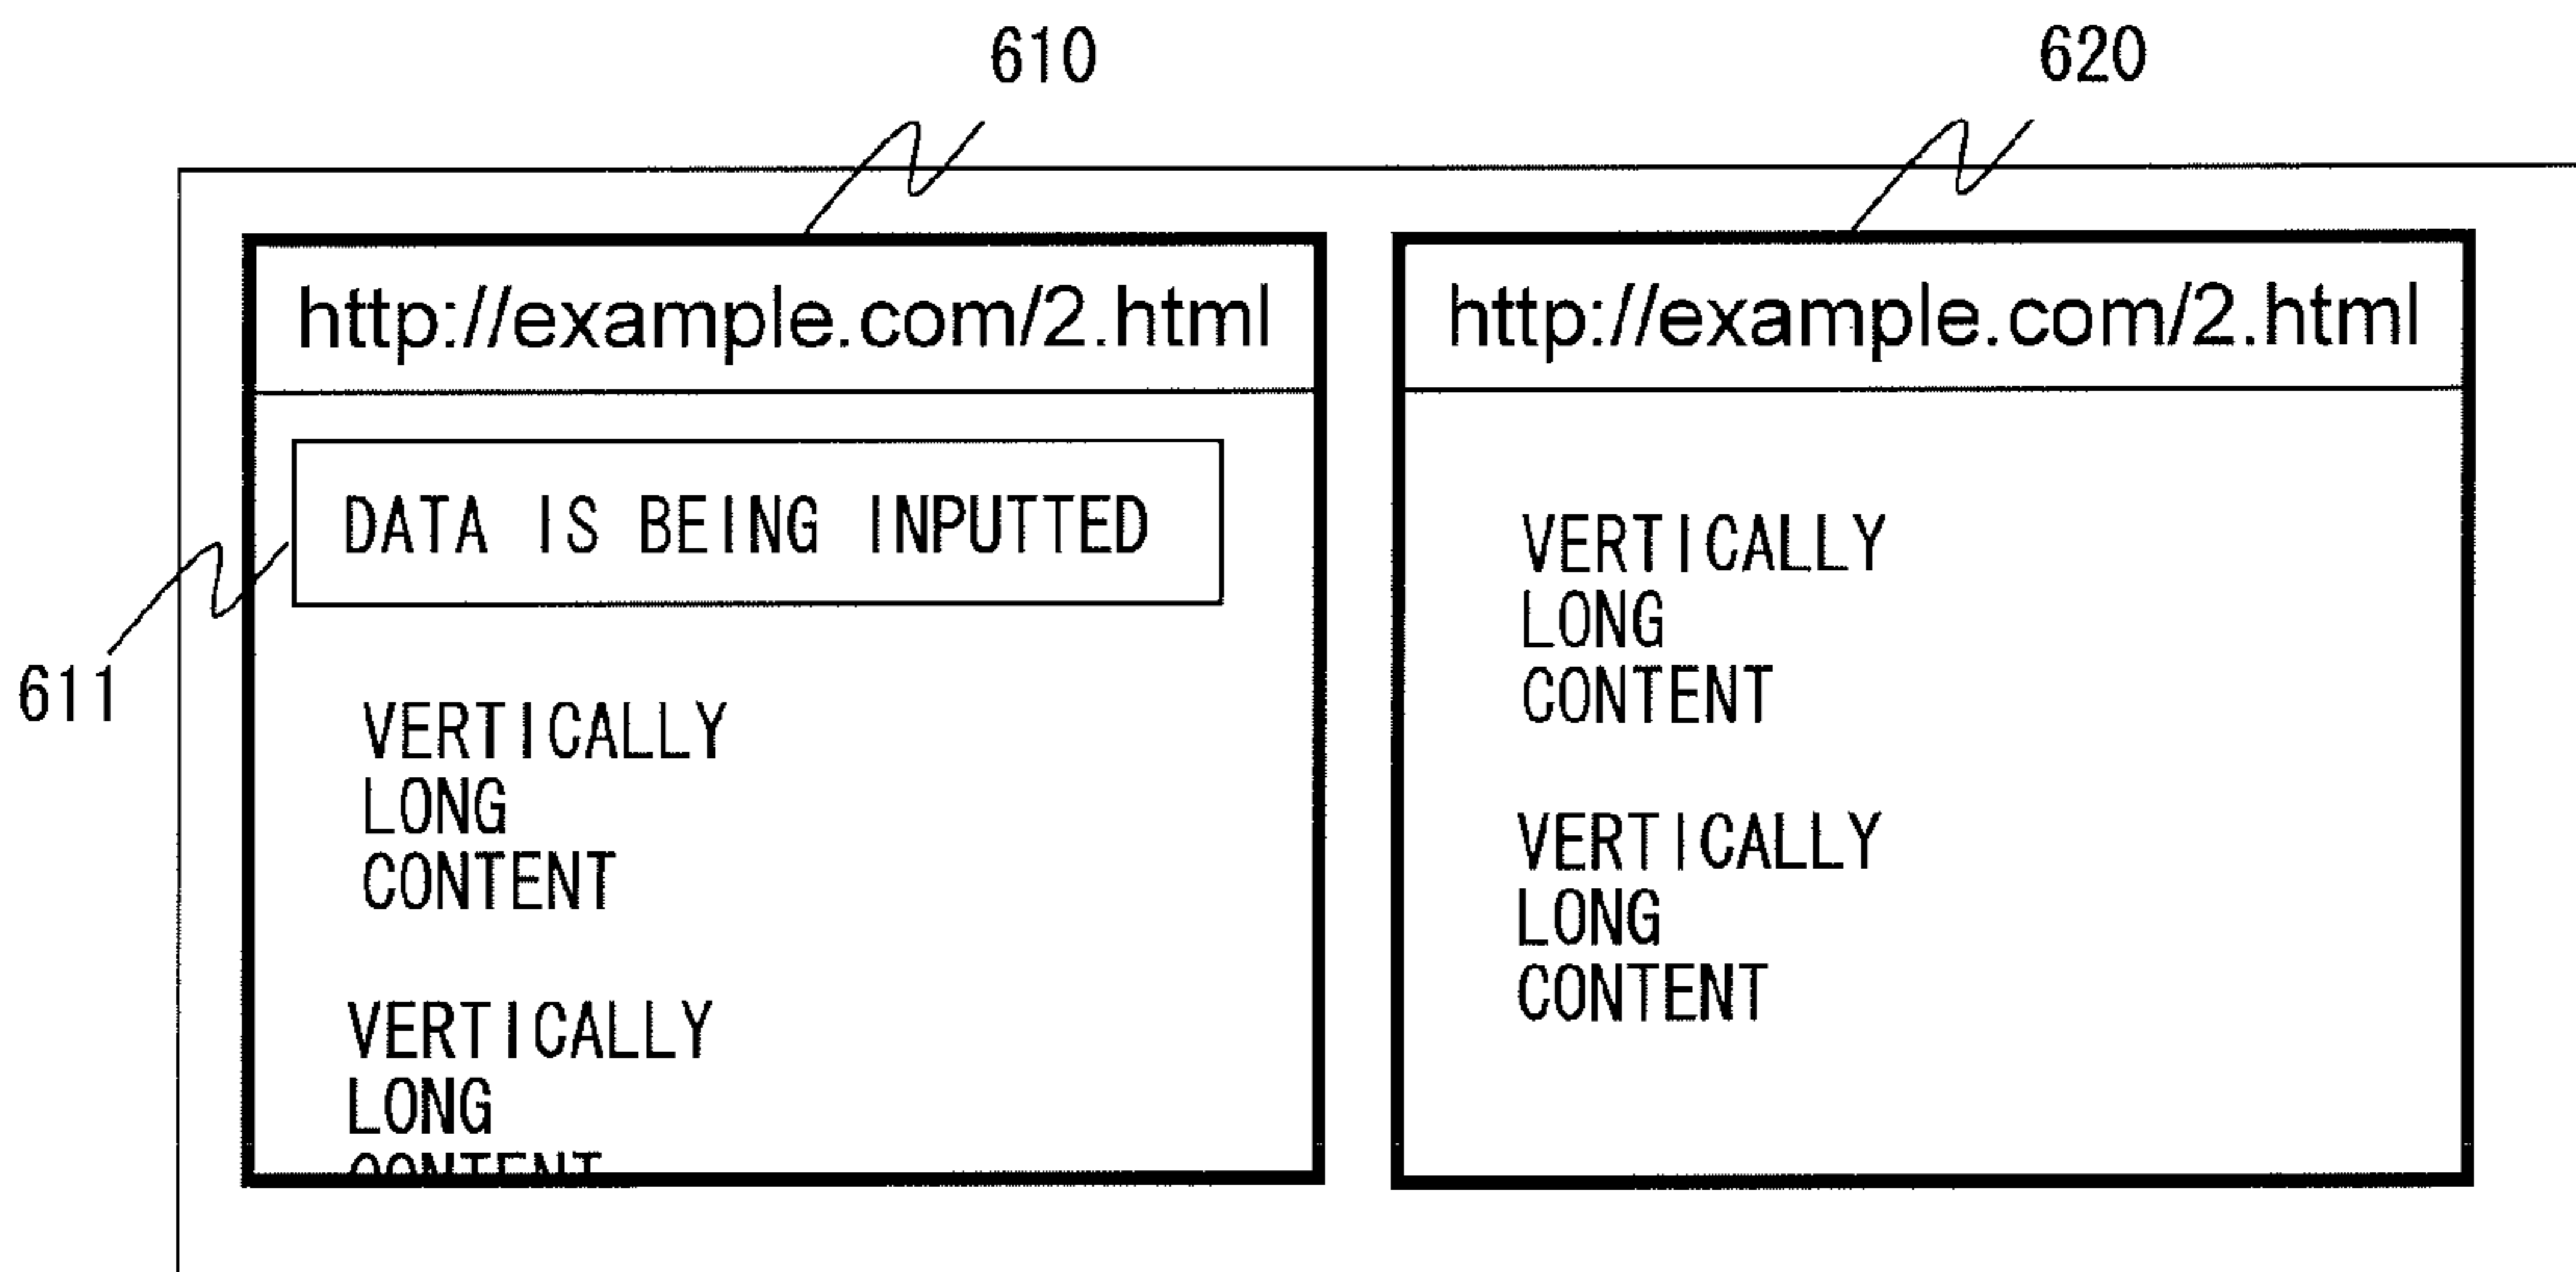 610
620
http://example.com/2.html
DATA IS BEING INPUTTED
611
VERTICALLY
LONG
CONTENT
VERTICALLY
LONG
CONTENT
http://example.com/2.html
VERTICALLY
LONG
CONTENT
VERTICALLY
LONG
CONTENT